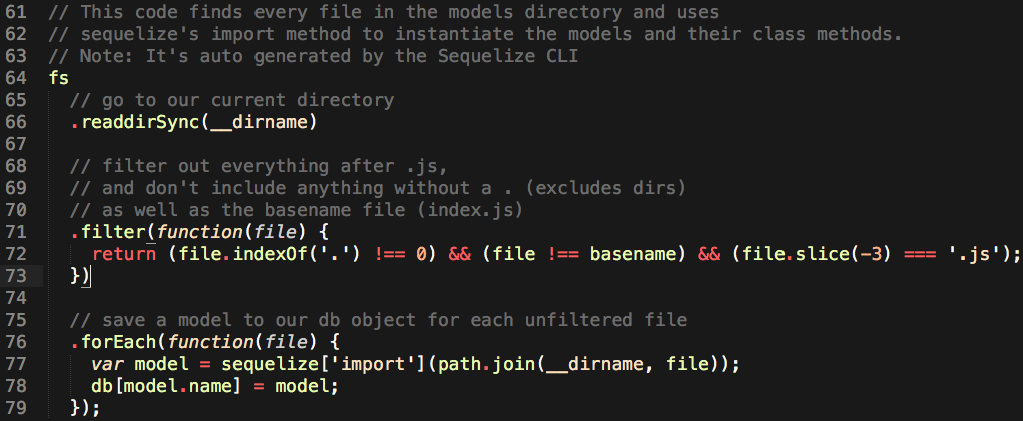 61 // This code finds every file in the models directory and uses
62 // sequelize's import method to instantiate the models and their class methods.
63 // Note: It's auto generated by the Sequelize CLI
64 fs
65   // go to our current directory
66   .readdirSync(__dirname)
67
68   // filter out everything after .js,
69   // and don't include anything without a . (excludes dirs)
70   // as well as the basename file (index.js)
71   .filter(function(file) {
72     return (file.indexOf('.') !== 0) && (file !== basename) && (file.slice(-3) === '.js');
73   })
74
75   // save a model to our db object for each unfiltered file
76   .forEach(function(file) {
77     var model = sequelize['import'](path.join(__dirname, file));
78     db[model.name] = model;
79   });